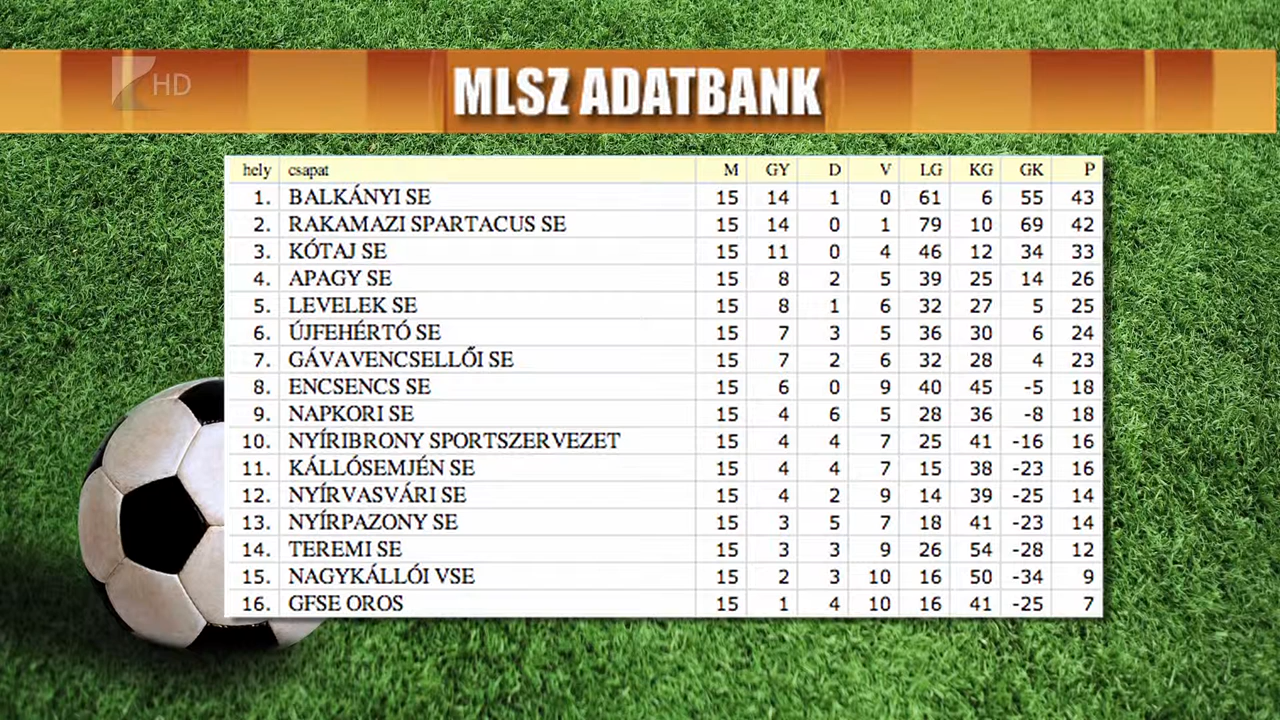 HD
MLSZ ADATBANK
hely csapat M GY D V LG KG GK P
1. BALKÁNYI SE 15 14 1 0 61 6 55 43
2. RAKAMAZI SPARTACUS SE 15 14 0 1 79 10 69 42
3. KÓTAJ SE 15 11 0 4 46 12 34 33
4. APAGY SE 15 8 2 5 39 25 14 26
5. LEVELEK SE 15 8 1 6 32 27 5 25
6. ÚJFEHÉRTÓ SE 15 7 3 5 36 30 6 24
7. GÁVAVENCSELLŐI SE 15 7 2 6 32 28 4 23
8. ENCSENCS SE 15 6 0 9 40 45 -5 18
9. NAPKORI SE 15 4 6 5 28 36 -8 18
10. NYÍRIBRONY SPORTSZERVEZET 15 4 4 7 25 41 -16 16
11. KÁLLÓSEMJÉN SE 15 4 4 7 15 38 -23 16
12. NYÍRVASVÁRI SE 15 4 2 9 14 39 -25 14
13. NYÍRPAZONY SE 15 3 5 7 18 41 -23 14
14. TEREMI SE 15 3 3 9 26 54 -28 12
15. NAGYKÁLLÓI VSE 15 2 3 10 16 50 -34 9
16. GFSE OROS 15 1 4 10 16 41 -25 7